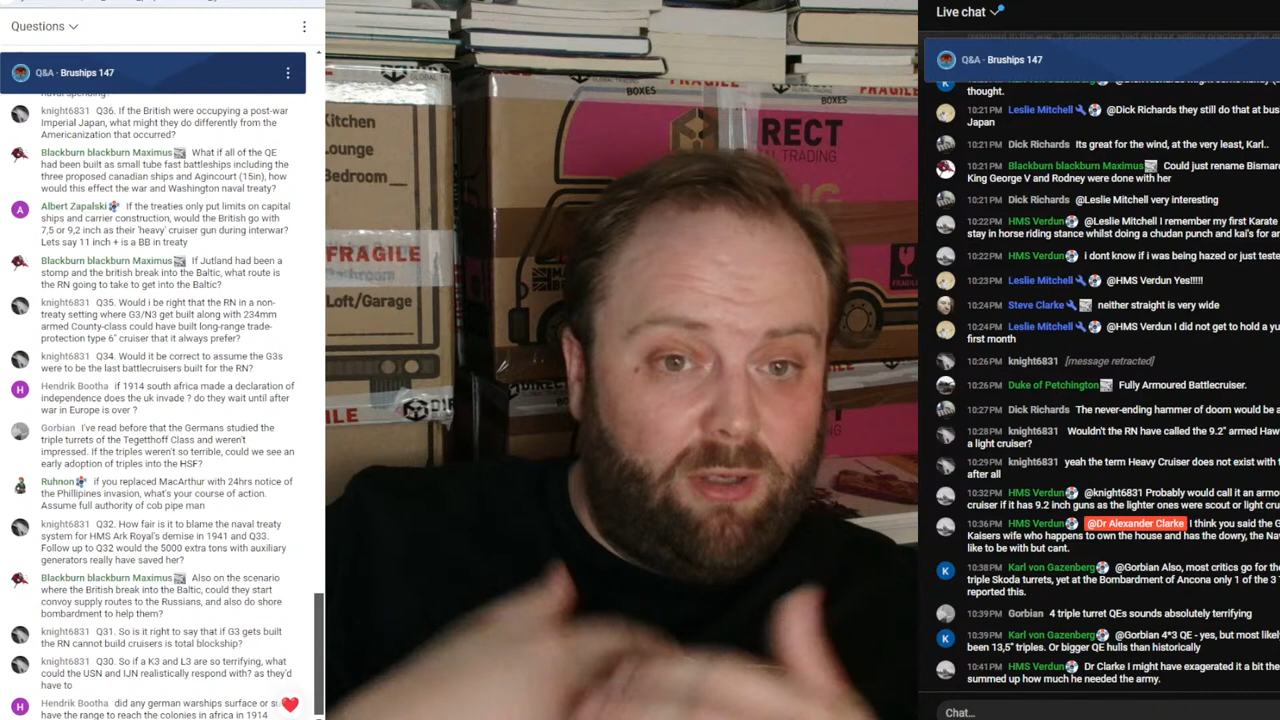 Questions
Q&A · Bruships 147
naval spending?
knight6831 Q36. If the British were occupying a post-war
Imperial Japan, what might they do differently from the
Americanization that occurred?
Blackburn blackburn Maximus What if all of the QE
had been built as small tube fast battleships including the
three proposed canadian ships and Agincourt (15in), how
would this effect the war and Washington naval treaty?
Albert Zapalski If the treaties only put limits on capital
ships and carrier construction, would the British go with
7,5 or 9,2 inch as their 'heavy' cruiser gun during interwar?
Lets say 11 inch + is a BB in treaty
Blackburn blackburn Maximus If Jutland had been a
stomp and the british break into the Baltic, what route is
the RN going to take to get into the Baltic?
knight6831 Q35. Would i be right that the RN in a non-
treaty setting where G3/N3 get built along with 234mm
armed County-class could have built long-range trade-
protection type 6" cruiser that it always prefer?
knight6831 Q34. Would it be correct to assume the G3s
were to be the last battlecruisers built for the RN?
Hendrik Bootha if 1914 south africa made a declaration of
independence does the uk invade ? do they wait until after
war in Europe is over ?
Gorbian I've read before that the Germans studied the
triple turrets of the Tegetthoff Class and weren't
impressed. If the turrets weren't so terrible, could we see an
early adoption of triples into the HSF?
Ruhnon if you replaced MacArthur with 24hrs notice of
the Phillipines invasion, what's your course of action.
Assume full authority of cob pipe man
knight6831 Q32. How fair is it to blame the naval treaty
system for HMS Ark Royal's demise in 1941 and Q33.
Follow up to Q32 would the 5000 extra tons with auxiliary
generators really have saved her?
Blackburn blackburn Maximus Also on the scenario
where the British break into the Baltic, could they start
convoy supply routes to the Russians, and also do shore
bombardment to help them?
knight6831 Q31. So is it right to say that if G3 gets built
the RN cannot build cruisers is total blockship?
knight6831 Q30. So if a K3 and L3 are so terrifying, what
could the USN and IJN realistically respond with? as they'd
have to
Hendrik Bootha did any german warships surface or su
have the range to reach the colonies in africa in 1914
FRAGILE
DIRECT
GLOBAL TRADING
BOXES
Kitchen
Lounge
Bedroom
FRAGILE
Bathroom
Loft/Garage
RECT
AL TRADING
FRAGILE
BOXES
FRAGILE
Live chat
Q&A · Bruships 147
thought.
10:21 PM Leslie Mitchell @Dick Richards they still do that at bus
Japan
10:21 PM Dick Richards Its great for the wind, at the very least, Karl..
10:21 PM Blackburn blackburn Maximus Could just rename Bismar
King George V and Rodney were done with her
10:21 PM Dick Richards @Leslie Mitchell very interesting
10:22 PM HMS Verdun @Leslie Mitchell I remember my first Karate
stay in horse riding stance whilst doing a chudan punch and kai's for ar
10:22 PM HMS Verdun i dont know if i was being hazed or just teste
10:23 PM Leslie Mitchell @HMS Verdun Yes!!!!!
10:24 PM Steve Clarke neither straight is very wide
10:24 PM Leslie Mitchell @HMS Verdun I did not get to hold a yu
first month
10:26 PM knight6831 [message retracted]
10:26 PM Duke of Petchington Fully Armoured Battlecruiser.
10:27 PM Dick Richards The never-ending hammer of doom would be a
10:28 PM knight6831 Wouldn't the RN have called the 9.2" armed Haw
a light cruiser?
10:29 PM knight6831 yeah the term Heavy Cruiser does not exist with t
after all
10:32 PM HMS Verdun @knight6831 Probably would call it an armo
cruiser if it has 9.2 inch guns as the lighter ones were scout or light cru
10:36 PM HMS Verdun @Dr Alexander Clarke I think you said the G
Kaisers wife who happens to own the house and has the dowry, the Na
like to be with but cant.
10:38 PM Karl von Gazenberg @Gorbian Also, most critics go for the
triple Skoda turrets, yet at the Bombardment of Ancona only 1 of the 3
reported this.
10:39 PM Gorbian 4 triple turret QEs sounds absolutely terrifying
10:39 PM Karl von Gazenberg @Gorbian 4*3 QE - yes, but most likel
been 13,5" triples. Or bigger QE hulls than historically
10:41 PM HMS Verdun Dr Clarke I might have exagerated it a bit the
summed up how much he needed the army.
Chat...